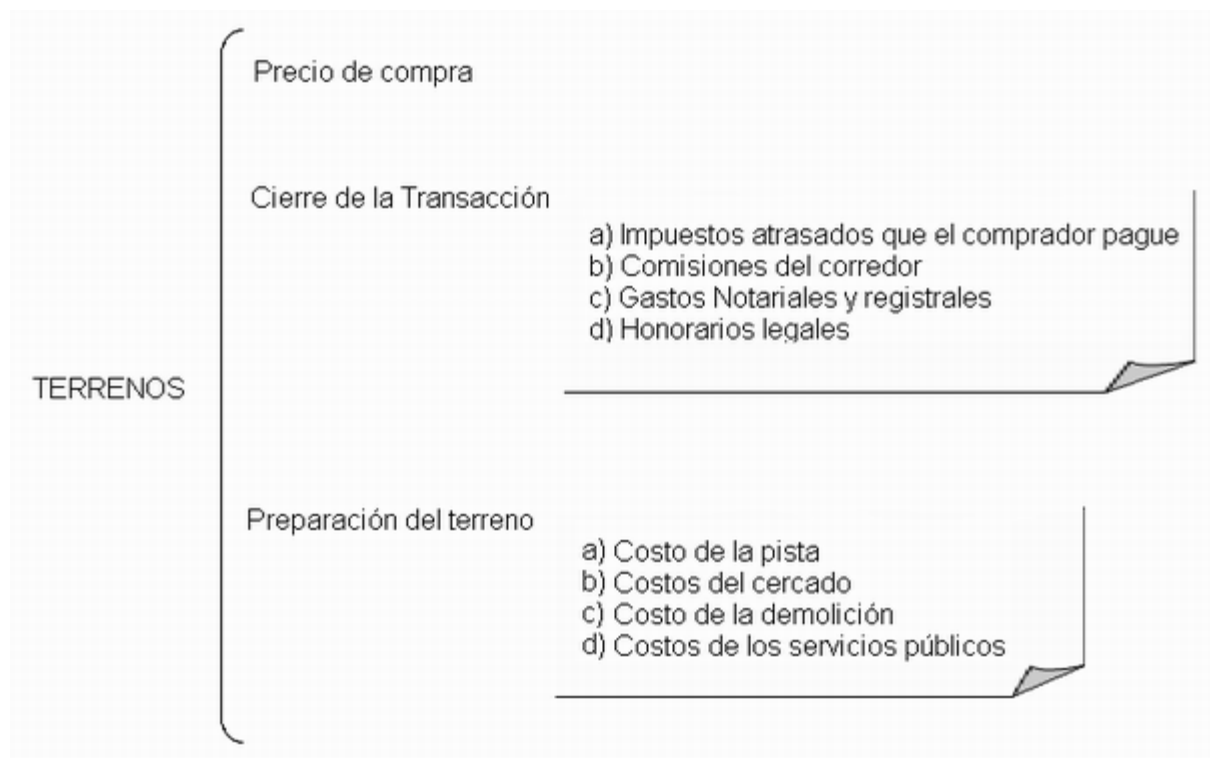 Precio de compra
Cierre de la Transacción
a) Impuestos atrasados que el comprador pague
b) Comisiones del corredor
c) Gastos Notariales y registrales
d) Honorarios legales
TERRENOS
Preparación del terreno
a) Costo de la pista
b) Costos del cercado
c) Costo de la demolición
d) Costos de los servicios públicos